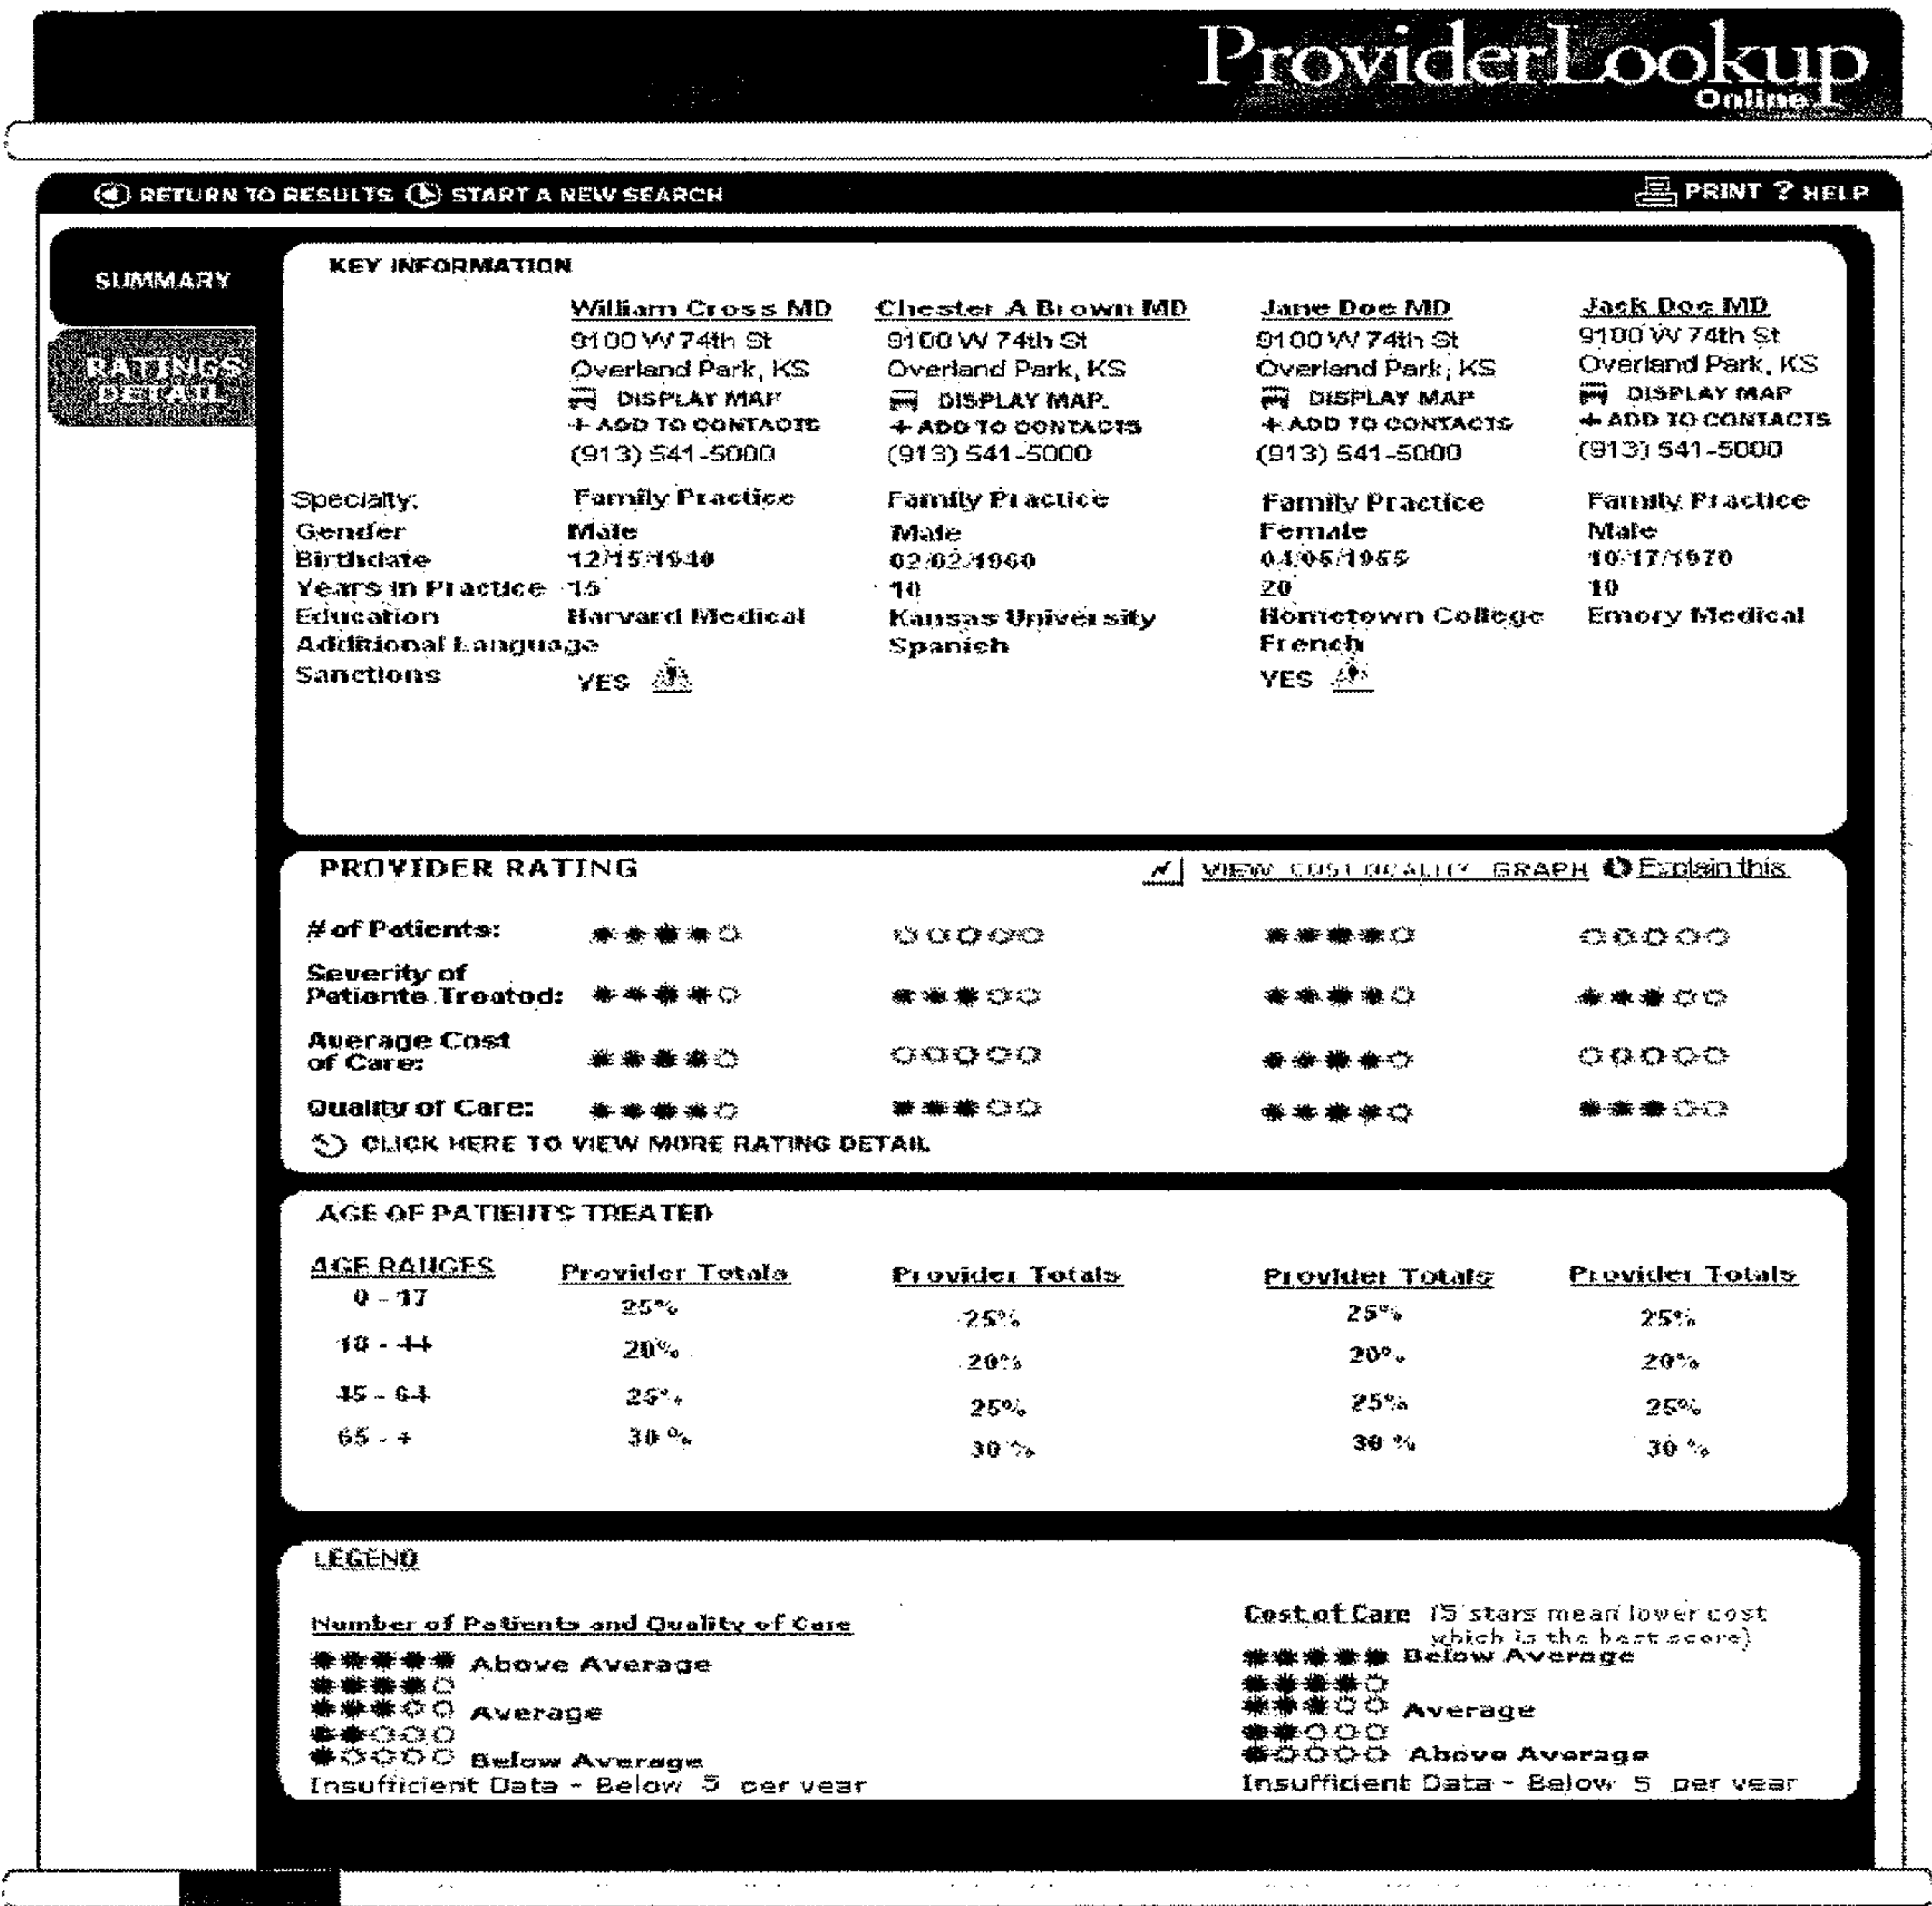 ProviderLookup
Online
RETURN TO RESULTS START A NEW SEARCH PRINT ? HELP
SUMMARY
RATINGS
DETAIL
KEY INFORMATION
William Cross MD Chester A Brown MD Jane Doe MD Jack Doe MD
9100 W 74th St 9100 W 74th St 9100 W 74th St 9100 W 74th St
Overland Park, KS Overland Park, KS Overland Park, KS Overland Park, KS
DISPLAY MAP DISPLAY MAP DISPLAY MAP DISPLAY MAP
+ ADD TO CONTACTS + ADD TO CONTACTS + ADD TO CONTACTS + ADD TO CONTACTS
(913) 541-5000 (913) 541-5000 (913) 541-5000 (913) 541-5000
Specialty: Family Practice Family Practice Family Practice Family Practice
Gender Male Male Female Male
Birthdate 12/15/1940 02/02/1960 04/05/1955 10/17/1970
Years in Practice 15 10 20 10
Education Harvard Medical Kansas University Hometown College Emory Medical
Additional Language Spanish French
Sanctions YES YES
PROVIDER RATING VIEW COST QUALITY GRAPH Explain this
# of Patients:
Severity of
Patients Treated:
Average Cost
of Care:
Quality of Care:
CLICK HERE TO VIEW MORE RATING DETAIL
AGE OF PATIENTS TREATED
AGE RANGES Provider Totals Provider Totals Provider Totals Provider Totals
0 - 17 25% 25% 25% 25%
18 - 44 20% 20% 20% 20%
45 - 64 25% 25% 25% 25%
65 - + 30 % 30 % 30 % 30 %
LEGEND
Number of Patients and Quality of Care
Above Average
Average
Below Average
Insufficient Data - Below 5 per year
Cost of Care (5 stars mean lower cost
which is the best score)
Below Average
Average
Above Average
Insufficient Data - Below 5 per year